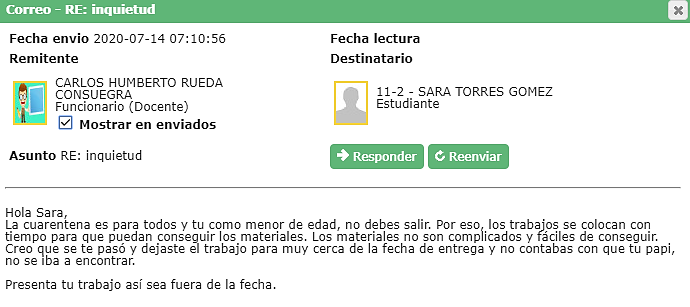 Correo - RE: inquietud
Fecha envio 2020-07-14 07:10:56
Fecha lectura
Remitente
Destinatario
CARLOS HUMBERTO RUEDA
CONSUEGRA
Funcionario (Docente)
Mostrar en enviados
11-2 - SARA TORRES GOMEZ
Estudiante
Asunto RE: inquietud
Responder
Reenviar
Hola Sara,
La cuarentena es para todos y tu como menor de edad, no debes salir. Por eso, los trabajos se colocan con
tiempo para que puedan conseguir los materiales. Los materiales no son complicados y fáciles de conseguir.
Creo que se te pasó y dejaste el trabajo para muy cerca de la fecha de entrega y no contabas con que tu papi,
no se iba a encontrar.
Presenta tu trabajo así sea fuera de la fecha.